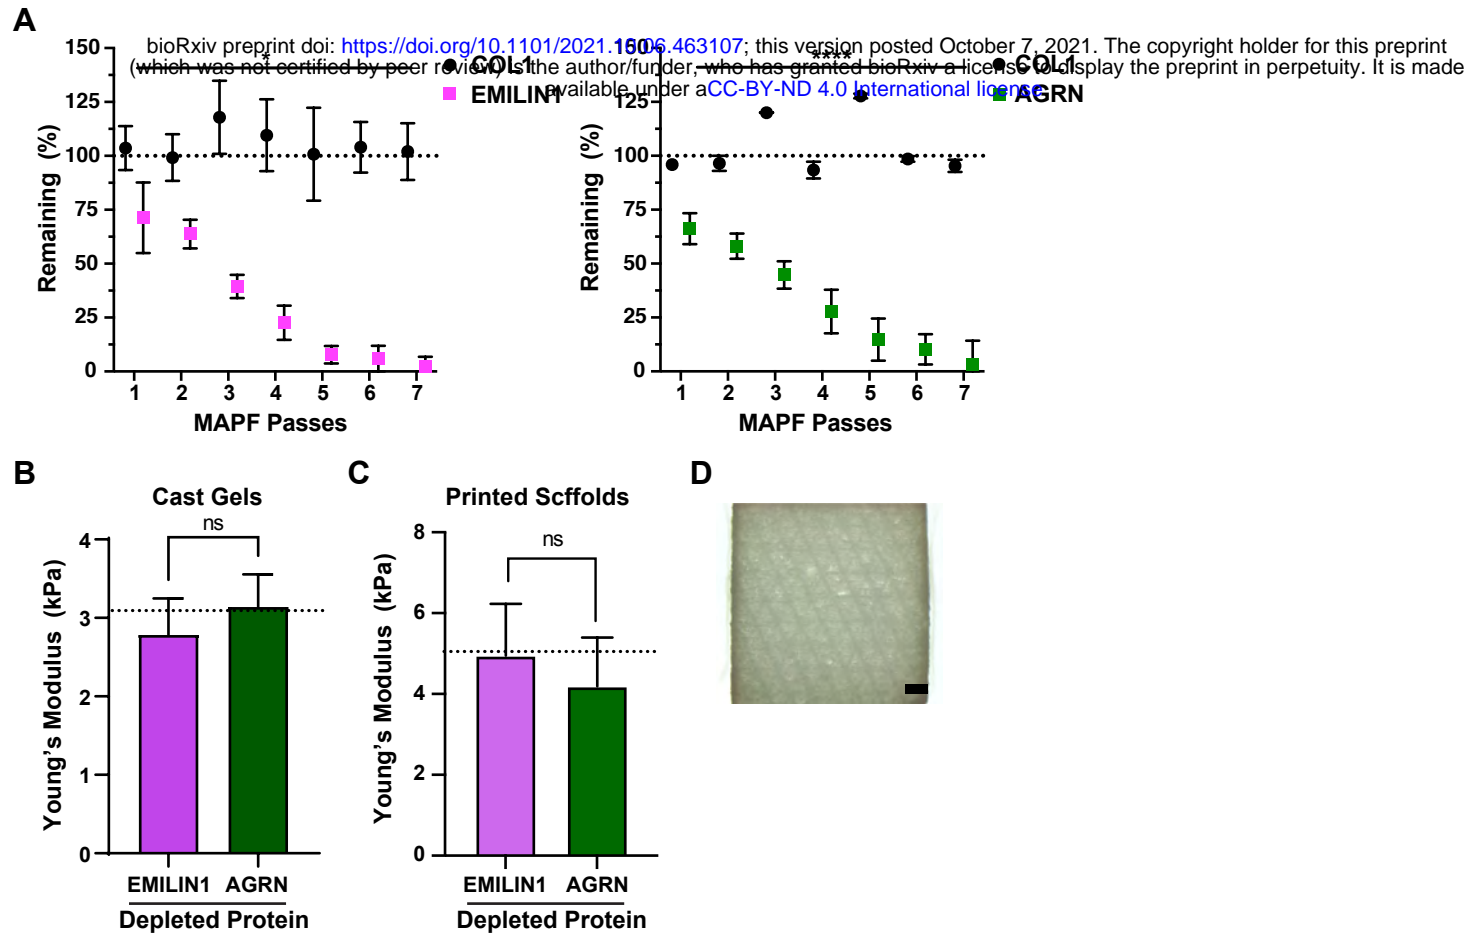 A
bioRxiv preprint doi: https://doi.org/10.1101/2021.10.06.463107; this version posted October 7, 2021. The copyright holder for this preprint
(which was not certified by peer review) is the author/funder, who has granted bioRxiv a license to display the preprint in perpetuity. It is made
available under aCC-BY-ND 4.0 International license.
*
COL1
EMILIN1
150
125
100
75
50
25
0
Remaining (%)
1 2 3 4 5 6 7
MAPF Passes
****
COL1
AGRN
150
125
100
75
50
25
0
Remaining (%)
1 2 3 4 5 6 7
MAPF Passes
B
Cast Gels
ns
4
3
2
1
0
Young's Modulus (kPa)
EMILIN1 AGRN
Depleted Protein
C
Printed Scffolds
ns
8
6
4
2
0
Young's Modulus (kPa)
EMILIN1 AGRN
Depleted Protein
D